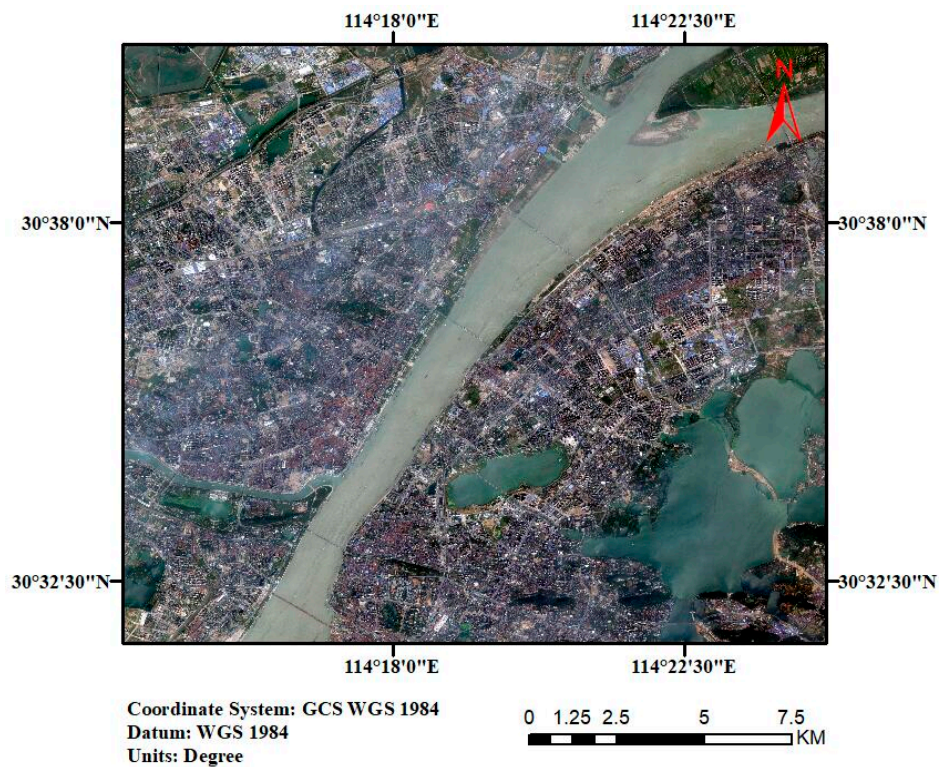 114°18'0"E 114°22'30"E
N
30°38'0"N 30°38'0"N
30°32'30"N 30°32'30"N
114°18'0"E 114°22'30"E
Coordinate System: GCS WGS 1984
Datum: WGS 1984
Units: Degree
0 1.25 2.5 5 7.5
KM